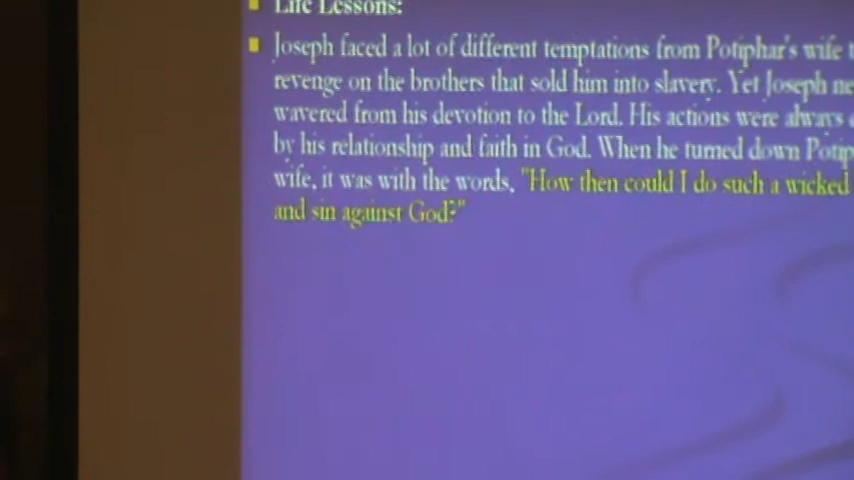 Life Lessons:
Joseph faced a lot of different temptations from Potiphar's wife
revenge on the brothers that sold him into slavery. Yet Joseph
wavered from his devotion to the Lord. His actions were always
by his relationship and faith in God. When he turned down
wife, it was with the words, "How then could I do such a wicked
and sin against God?"